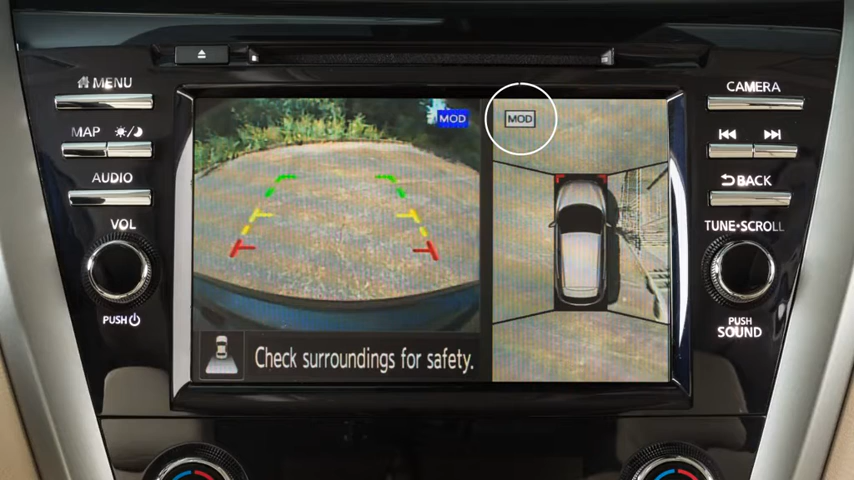 MENU
CAMERA
MAP
MOD
MOD
AUDIO
BACK
VOL
TUNE•SCROLL
PUSH
PUSH
SOUND
Check surroundings for safety.